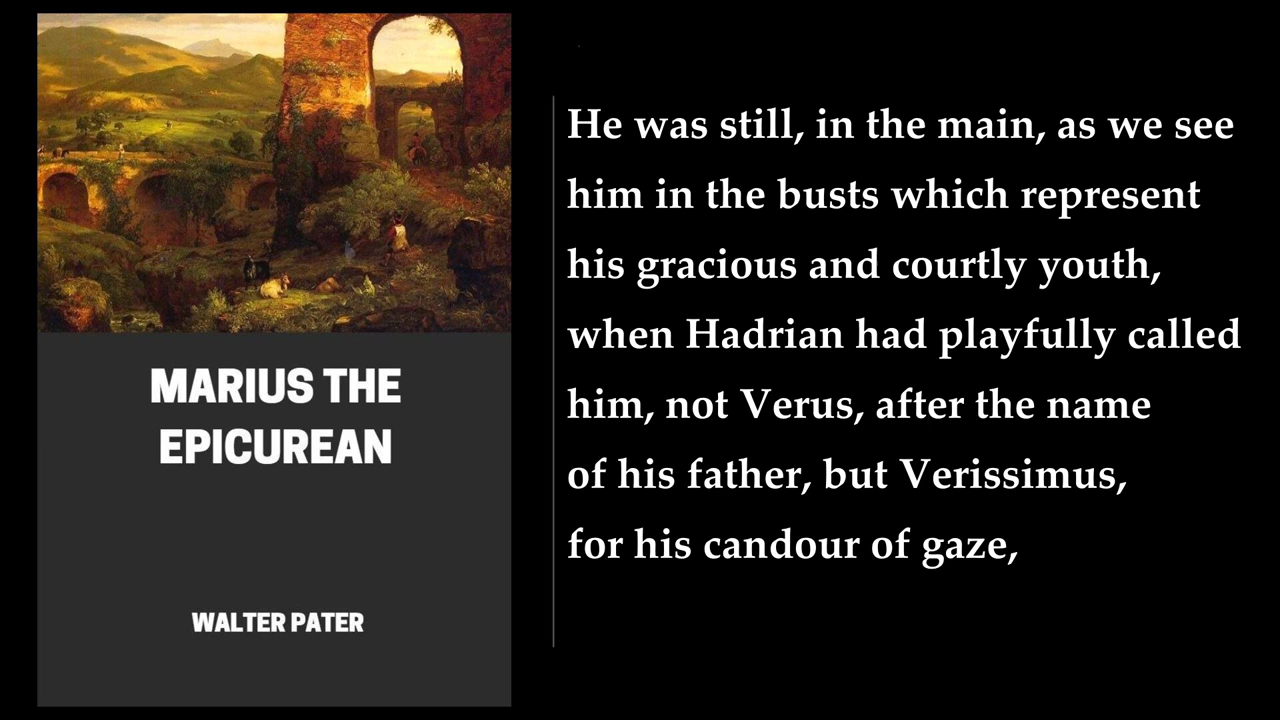 MARIUS THE
EPICUREAN
WALTER PATER
He was still, in the main, as we see
him in the busts which represent
his gracious and courtly youth,
when Hadrian had playfully called
him, not Verus, after the name
of his father, but Verissimus,
for his candour of gaze,